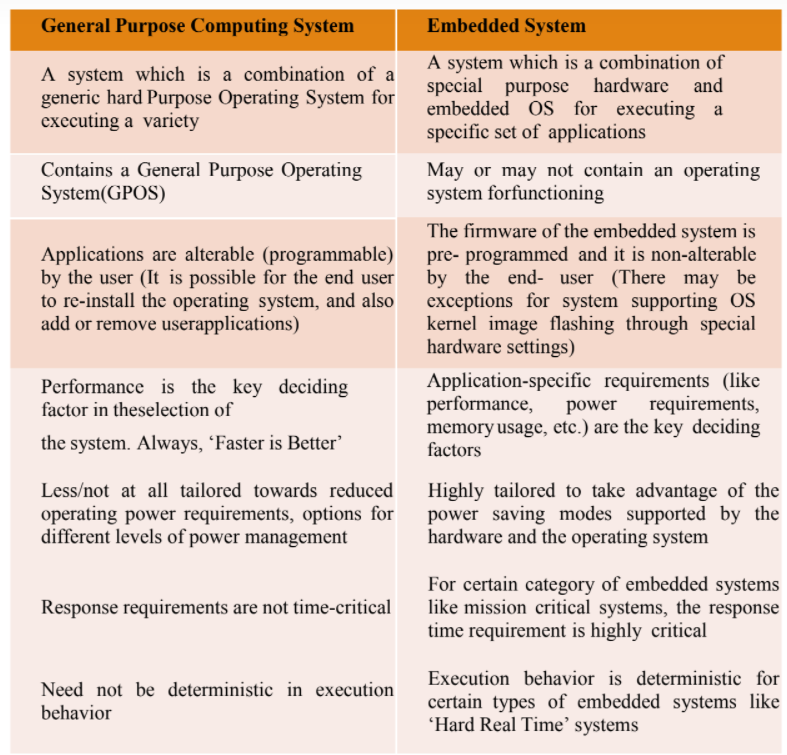 General Purpose Computing System
Embedded System
A system which is a combination of a
generic hard Purpose Operating System for
executing a variety
A system which is a combination of
special purpose hardware and
embedded OS for executing a
specific set of applications
Contains a General Purpose Operating
System(GPOS)
May or may not contain an operating
system forfunctioning
Applications are alterable (programmable)
by the user (It is possible for the end user
to re-install the operating system, and also
add or remove userapplications)
The firmware of the embedded system is
pre- programmed and it is non-alterable
by the end- user (There may be
exceptions for system supporting OS
kernel image flashing through special
hardware settings)
Performance is the key deciding
factor in theselection of
the system. Always, ‘Faster is Better’
Application-specific requirements (like
performance, power requirements,
memory usage, etc.) are the key deciding
factors
Less/not at all tailored towards reduced
operating power requirements, options for
different levels of power management
Highly tailored to take advantage of the
power saving modes supported by the
hardware and the operating system
Response requirements are not time-critical
For certain category of embedded systems
like mission critical systems, the response
time requirement is highly critical
Need not be deterministic in execution
behavior
Execution behavior is deterministic for
certain types of embedded systems like
‘Hard Real Time’ systems